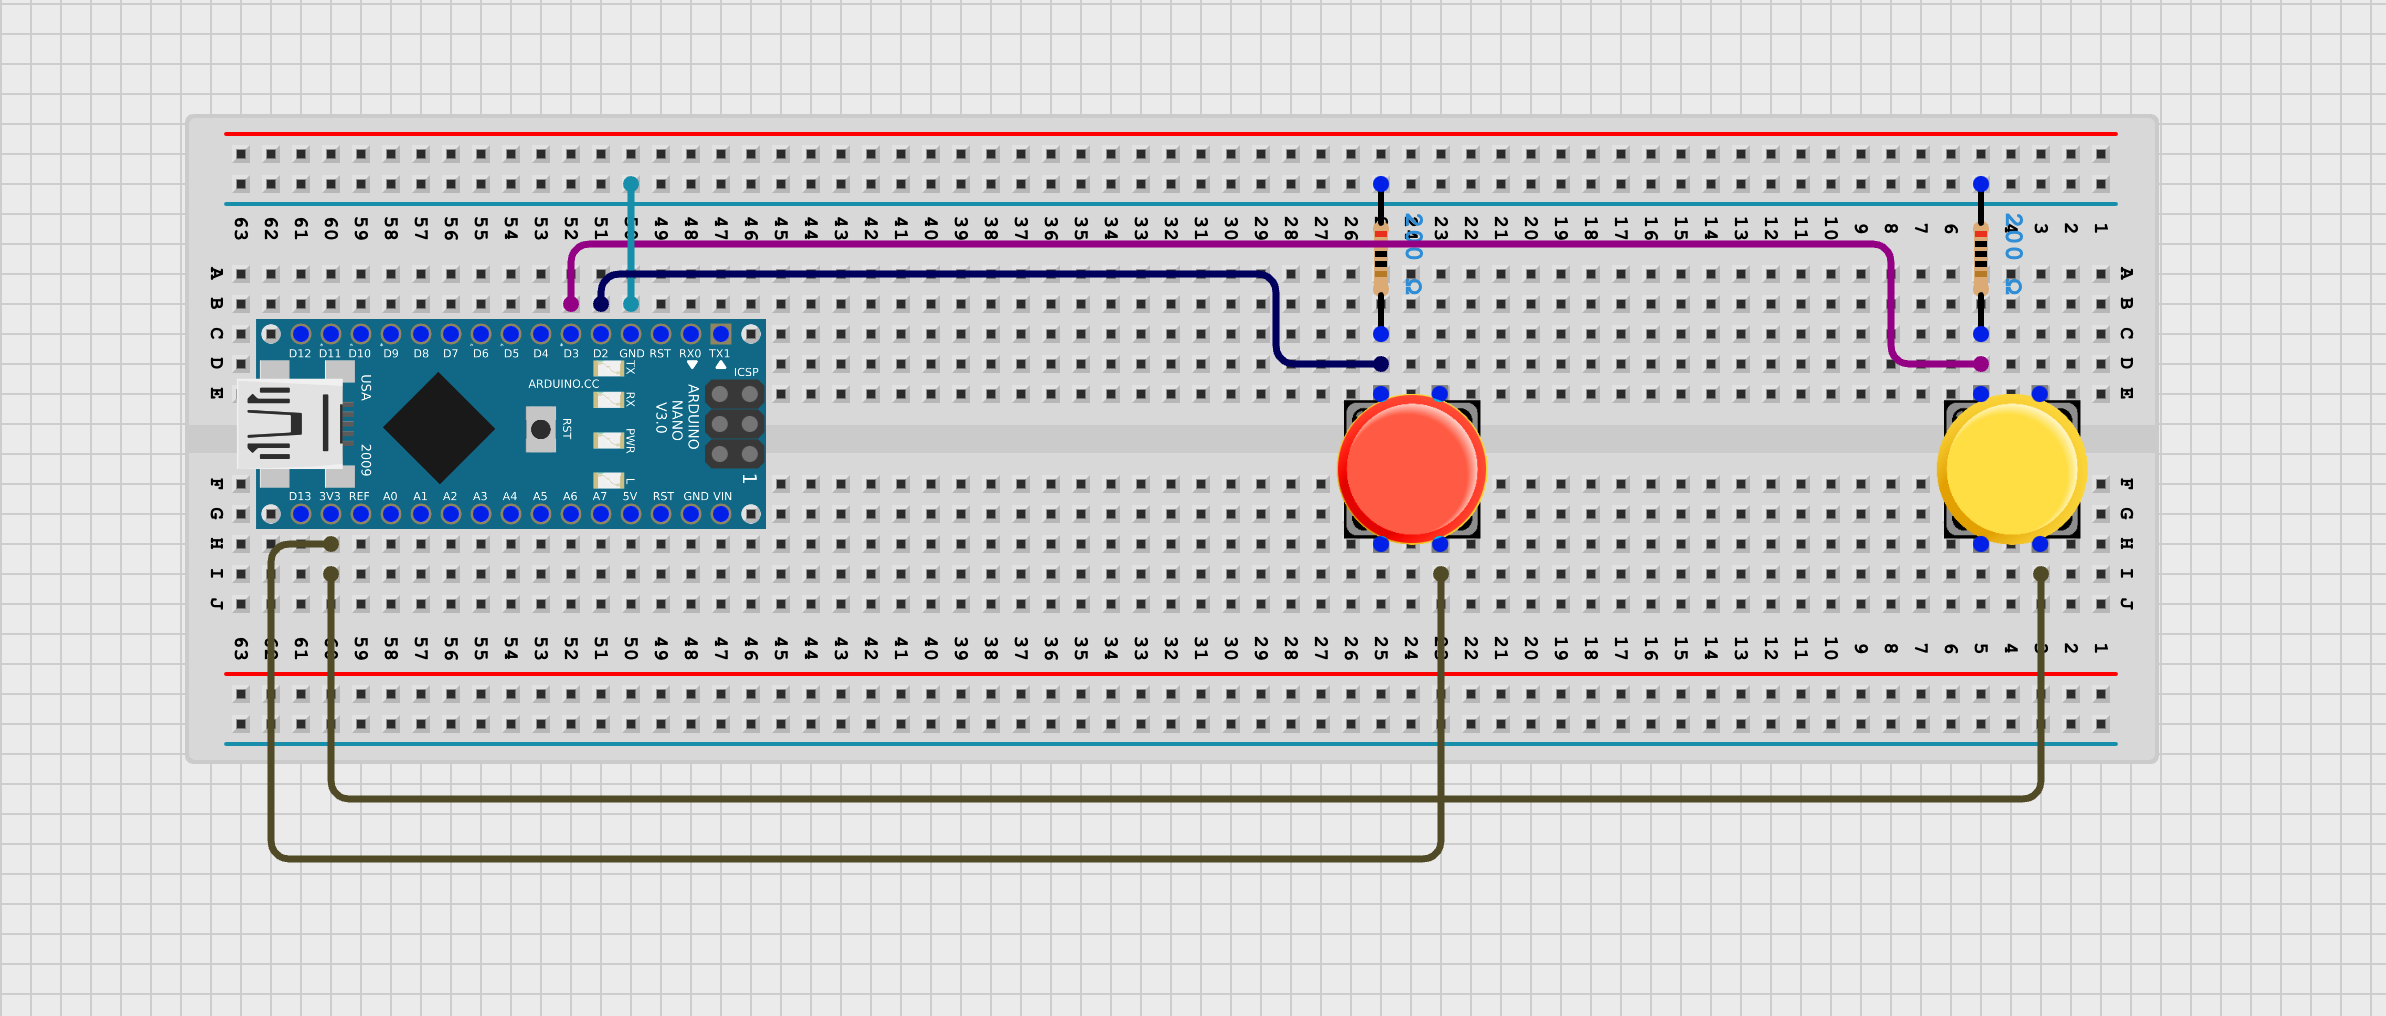 63 62 61 60 59 58 57 56 55 54 53 52 51 50 49 48 47 46 45 44 43 42 41 40 39 38 37 36 35 34 33 32 31 30 29 28 27 26 25 24 23 22 21 20 19 18 17 16 15 14 13 12 11 10 9 8 7 6 4 3 2 1
200 Ω
200 Ω
A A
B B
C C
D12 D11 D10 D9 D8 D7 D6 D5 D4 D3 D2 GND RST RX0 TX1
D D
TX
ICSP
USA
ARDUINO.CC
RX
E E
ARDUINO
NANO
V3.0
RST
PWR
2009
L
1
F F
D13 3V3 REF A0 A1 A2 A3 A4 A5 A6 A7 5V RST GND VIN
G G
H H
I I
J J
63 62 61 60 59 58 57 56 55 54 53 52 51 50 49 48 47 46 45 44 43 42 41 40 39 38 37 36 35 34 33 32 31 30 29 28 27 26 25 24 23 22 21 20 19 18 17 16 15 14 13 12 11 10 9 8 7 6 5 4 3 2 1